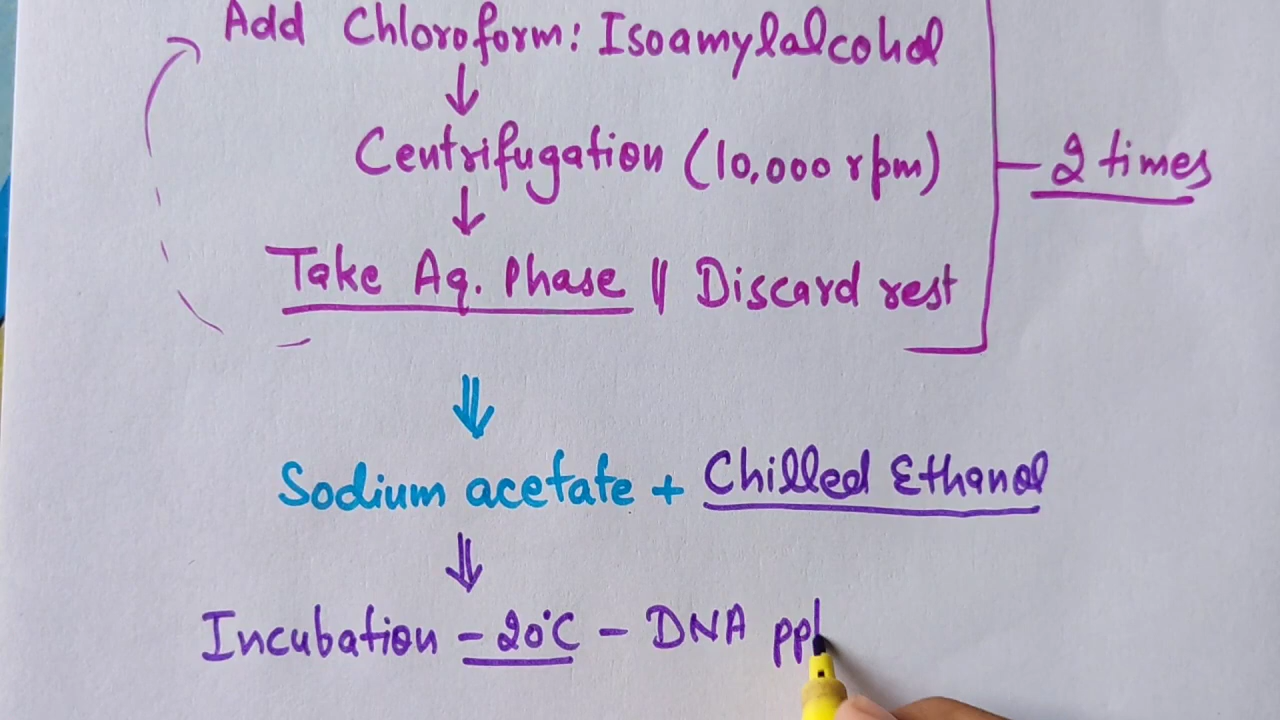 Add Chloroform: Isoamylalcohol
Centrifugation (10,000 rpm)
2 times
Take Aq. Phase || Discard rest
Sodium acetate + Chilled Ethanol
Incubation - 20°C - DNA ppt